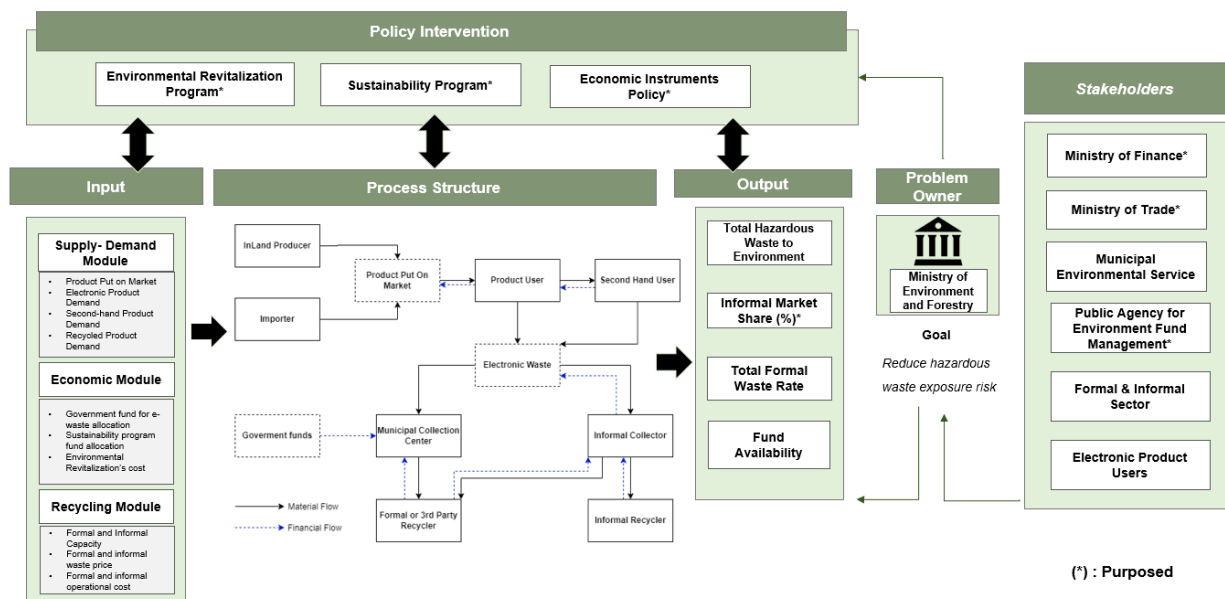 Policy Intervention
Environmental Revitalization
Program*
Sustainability Program*
Economic Instruments
Policy*
Input
Supply- Demand
Module
• Product Put on Market
• Electronic Product
Demand
• Second-hand Product
Demand
• Recycled Product
Demand
Economic Module
• Government fund for e-
waste allocation
• Sustainability program
fund allocation
• Environmental
Revitalization's cost
Recycling Module
• Formal and Informal
Capacity
• Formal and informal
waste price
• Formal and informal
operational cost
Process Structure
InLand Producer
Importer
Product Put On
Market
Product User
Second Hand User
Electronic Waste
Goverment funds
Municipal Collection
Center
Informal Collector
Formal or 3rd Party
Recycler
Informal Recycler
Material Flow
Financial Flow
Output
Total Hazardous
Waste to
Environment
Informal Market
Share (%)*
Total Formal
Waste Rate
Fund
Availability
Problem
Owner
Ministry of
Environment
and Forestry
Goal
Reduce hazardous
waste exposure risk
Stakeholders
Ministry of Finance*
Ministry of Trade*
Municipal
Environmental Service
Public Agency for
Environment Fund
Management*
Formal & Informal
Sector
Electronic Product
Users
(*) : Purposed